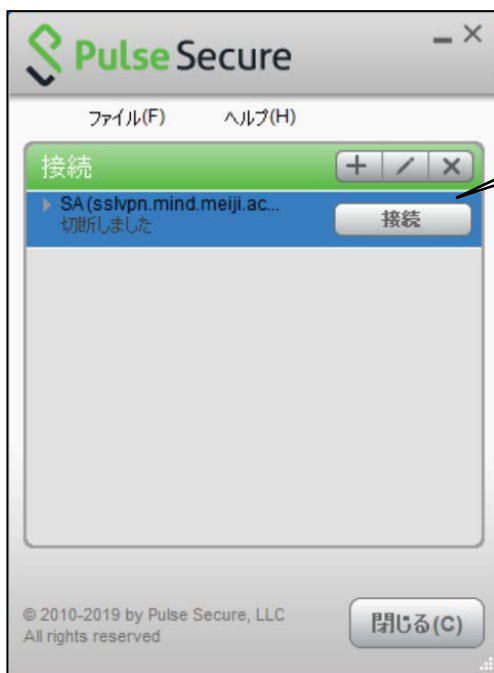 Pulse Secure
ファイル(F) ヘルプ(H)
接続
SA(sslvpn.mind.meiji.ac...
接続
切断しました
© 2010-2019 by Pulse Secure, LLC
All rights reserved
閉じる(C)